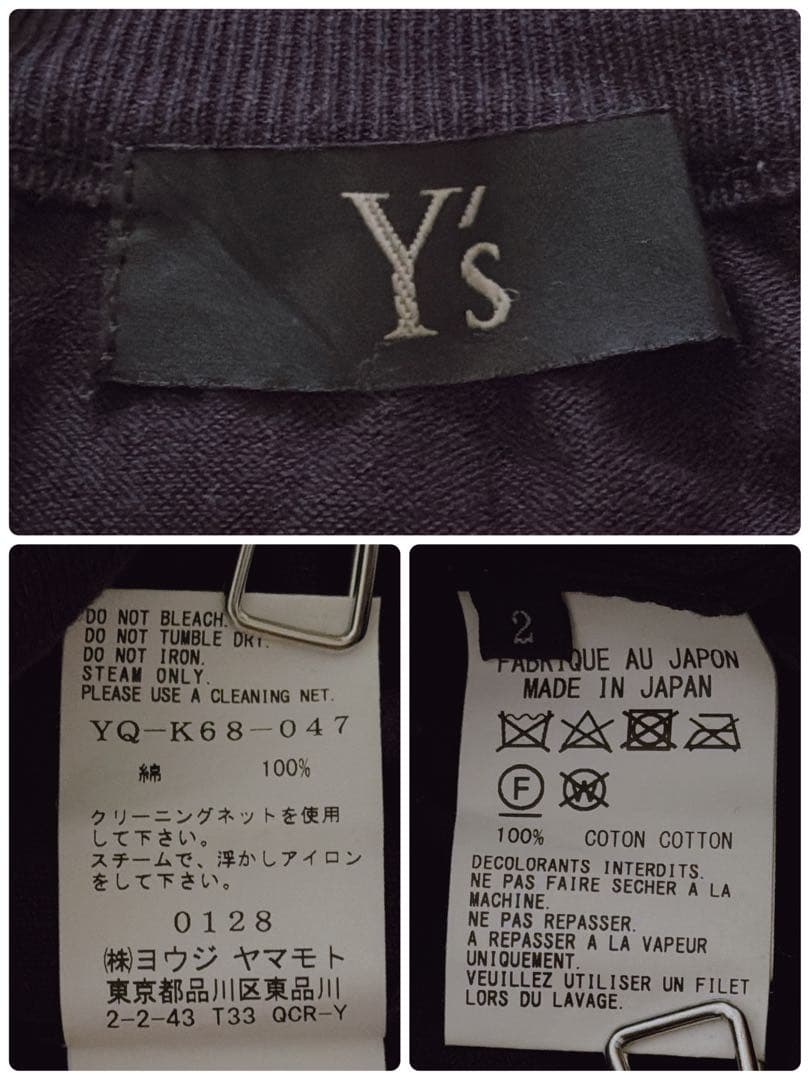 Y's
DO NOT BLEACH.
DO NOT TUMBLE DRY.
DO NOT IRON.
STEAM ONLY.
PLEASE USE A CLEANING NET.
YQ-K68-047
綿 100%
クリーニングネットを使用
して下さい。
スチームで、浮かしアイロン
をして下さい。
0128
㈱ヨウジ ヤマモト
東京都品川区東品川
2-2-43 T33 QCR-Y
2
FABRIQUE AU JAPON
MADE IN JAPAN
F W
100% COTON COTTON
DECOLORANTS INTERDITS.
NE PAS FAIRE SECHER A LA
MACHINE.
NE PAS REPASSER.
A REPASSER A LA VAPEUR
UNIQUEMENT.
VEUILLEZ UTILISER UN FILET
LORS DU LAVAGE.